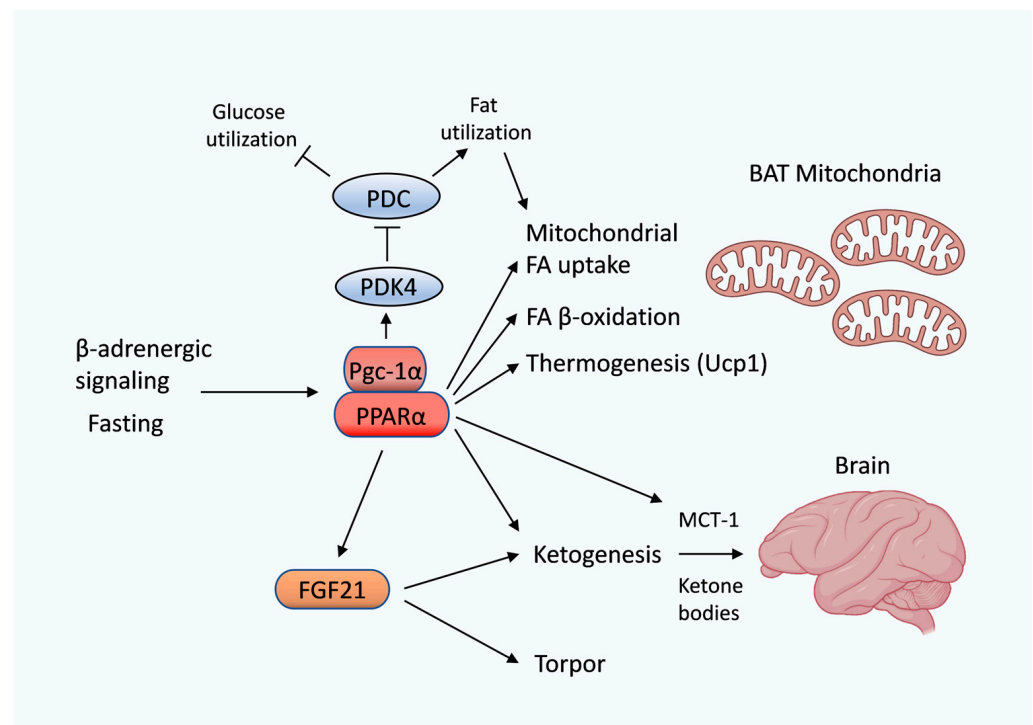 Glucose
utilization
Fat
utilization
BAT Mitochondria
PDC
Mitochondrial
FA uptake
PDK4
FA β-oxidation
β-adrenergic
signaling
Fasting
Pgc-1α
PPARα
Thermogenesis (Ucp1)
Brain
MCT-1
Ketogenesis
Ketone
bodies
FGF21
Torpor